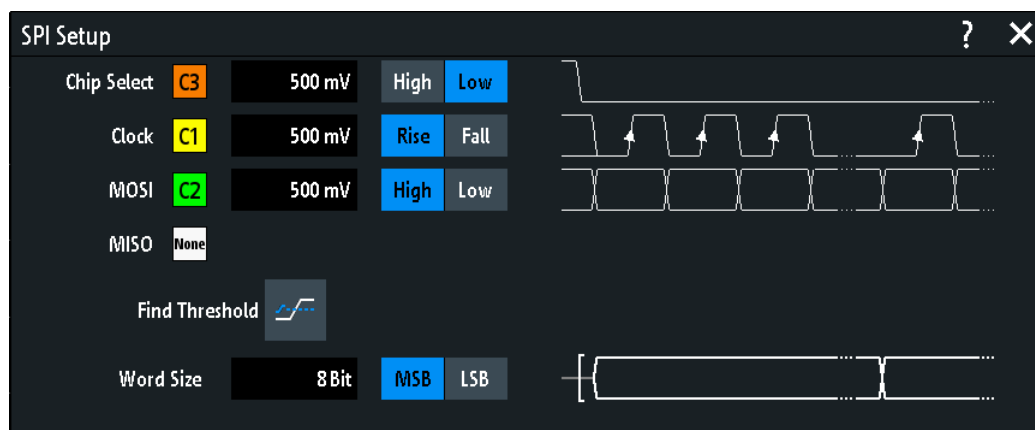 SPI Setup ? ×
Chip Select C3 500 mV High Low
Clock C1 500 mV Rise Fall
MOSI C2 500 mV High Low
MISO None
Find Threshold
Word Size 8 Bit MSB LSB